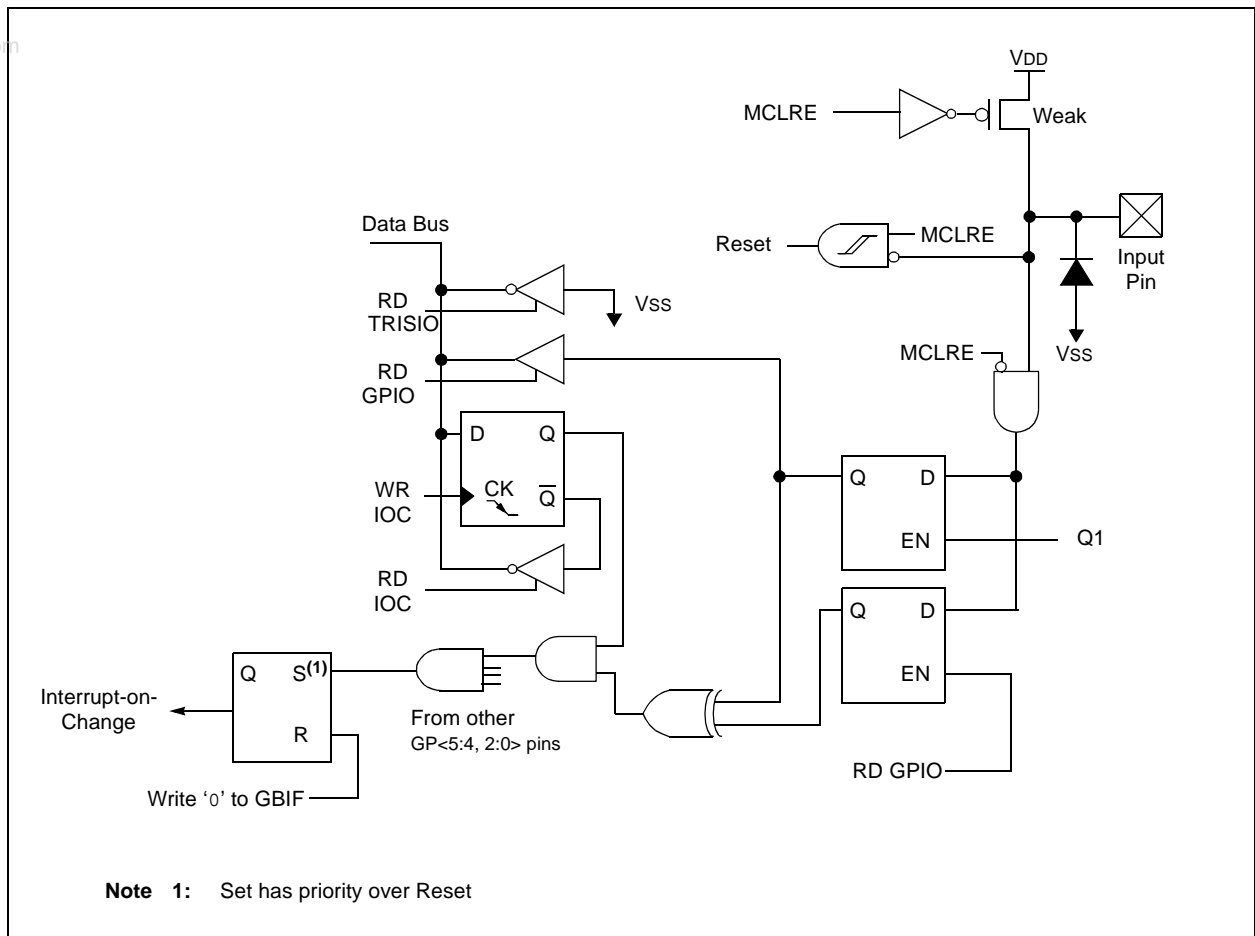 om
VDD
MCLRE
Weak
Data Bus
Reset
MCLRE
Input
Pin
RD
TRISIO
VSS
MCLRE
VSS
RD
GPIO
D
Q
Q
D
WR
IOC
CK
Q
EN
Q1
RD
IOC
Q
D
Q
S(1)
EN
Interrupt-on-
Change
From other
GP<5:4, 2:0> pins
R
RD GPIO
Write ‘0’ to GBIF
Note 1: Set has priority over Reset